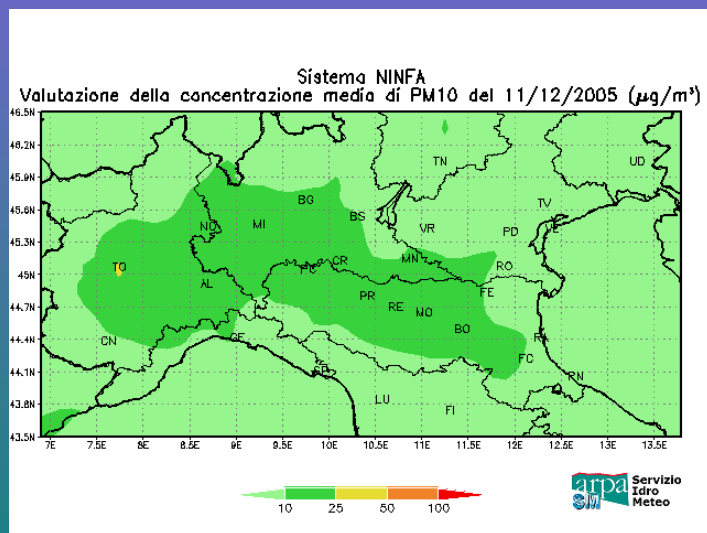 Sistema NINFA
Valutazione della concentrazione media di PM10 del 11/12/2005 (μg/m³)
46.5N
46.2N
TN
UD
45.9N
BG
TV
45.6N
BS
NO
MI
VR
PD
VE
45.3N
MN
CR
RO
TO
PC
45N
AL
FE
PR
44.7N
RE
MO
BO
RA
44.4N
CN
GE
FC
44.1N
SP
RN
LU
43.8N
FI
43.5N
7E 7.5E 8E 8.5E 9E 9.5E 10E 10.5E 11E 11.5E 12E 12.5E 13E 13.5E
10 25 50 100
arpa
SIM
Servizio
Idro
Meteo